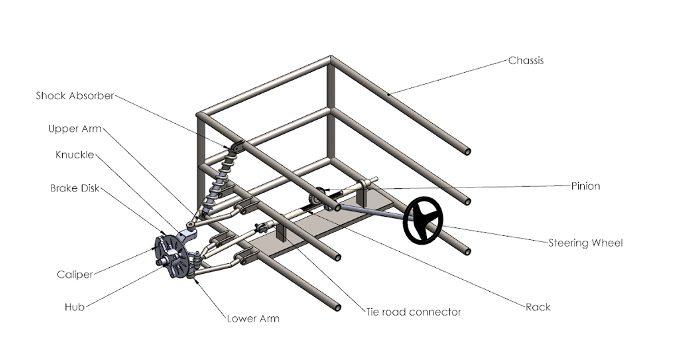 Chassis
Shock Absorber
Upper Arm
Knuckle
Brake Disk
Pinion
Steering Wheel
Caliper
Hub
Lower Arm
Tie road connector
Rack